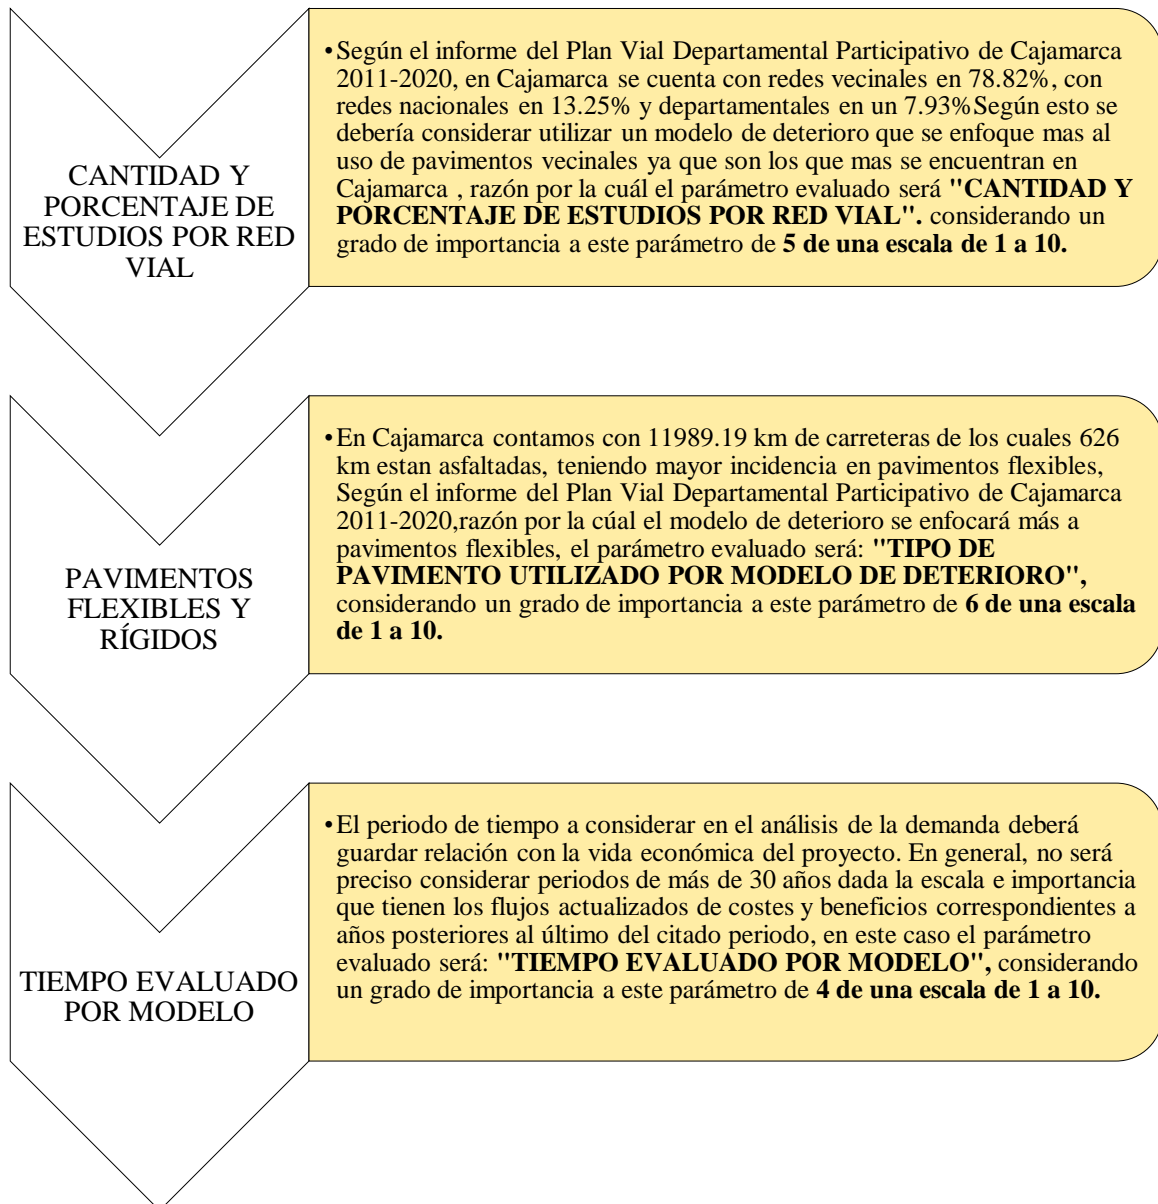 CANTIDAD Y
PORCENTAJE DE
ESTUDIOS POR RED
VIAL
•Según el informe del Plan Vial Departamental Participativo de Cajamarca
2011-2020, en Cajamarca se cuenta con redes vecinales en 78.82%, con
redes nacionales en 13.25% y departamentales en un 7.93%Según esto se
debería considerar utilizar un modelo de deterioro que se enfoque mas al
uso de pavimentos vecinales ya que son los que mas se encuentran en
Cajamarca , razón por la cuál el parámetro evaluado será "CANTIDAD Y
PORCENTAJE DE ESTUDIOS POR RED VIAL". considerando un
grado de importancia a este parámetro de 5 de una escala de 1 a 10.
PAVIMENTOS
FLEXIBLES Y
RÍGIDOS
•En Cajamarca contamos con 11989.19 km de carreteras de los cuales 626
km estan asfaltadas, teniendo mayor incidencia en pavimentos flexibles,
Según el informe del Plan Vial Departamental Participativo de Cajamarca
2011-2020,razón por la cúal el modelo de deterioro se enfocará más a
pavimentos flexibles, el parámetro evaluado será: "TIPO DE
PAVIMENTO UTILIZADO POR MODELO DE DETERIORO",
considerando un grado de importancia a este parámetro de 6 de una escala
de 1 a 10.
TIEMPO EVALUADO
POR MODELO
•El periodo de tiempo a considerar en el análisis de la demanda deberá
guardar relación con la vida económica del proyecto. En general, no será
preciso considerar periodos de más de 30 años dada la escala e importancia
que tienen los flujos actualizados de costes y beneficios correspondientes a
años posteriores al último del citado periodo, en este caso el parámetro
evaluado será: "TIEMPO EVALUADO POR MODELO", considerando
un grado de importancia a este parámetro de 4 de una escala de 1 a 10.